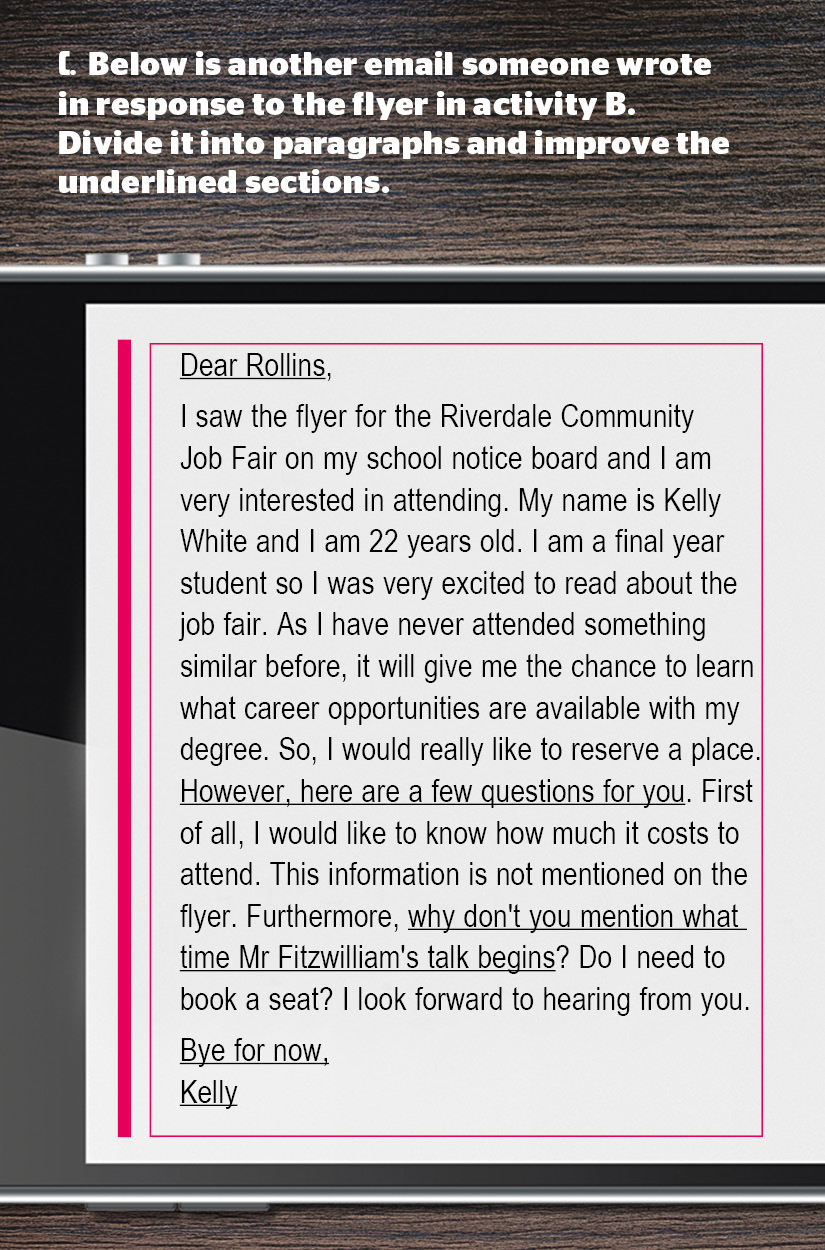 C. Below is another email someone wrote
in response to the flyer in activity B.
Divide it into paragraphs and improve the
underlined sections.
Dear Rollins,
I saw the flyer for the Riverdale Community
Job Fair on my school notice board and I am
very interested in attending. My name is Kelly
White and I am 22 years old. I am a final year
student so I was very excited to read about the
job fair. As I have never attended something
similar before, it will give me the chance to learn
what career opportunities are available with my
degree. So, I would really like to reserve a place.
However, here are a few questions for you. First
of all, I would like to know how much it costs to
attend. This information is not mentioned on the
flyer. Furthermore, why don't you mention what
time Mr Fitzwilliam's talk begins? Do I need to
book a seat? I look forward to hearing from you.
Bye for now,
Kelly